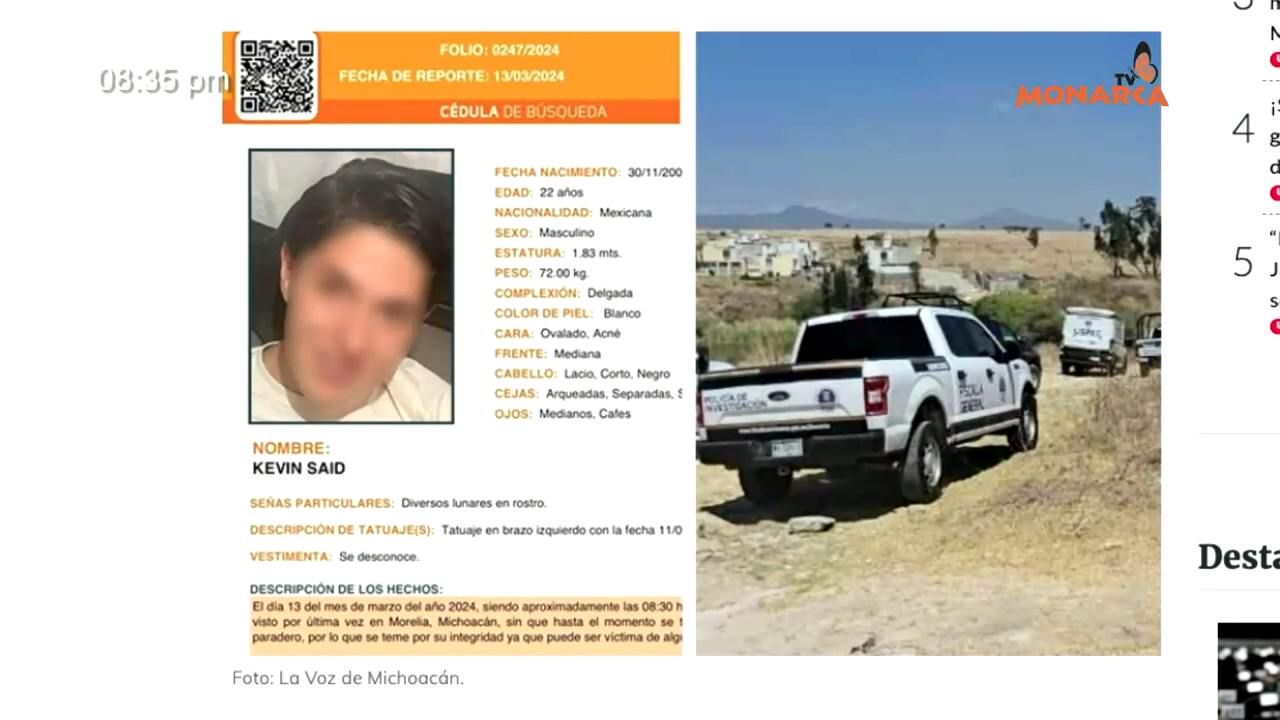 08:35 pm
FOLIO: 0247/2024
FECHA DE REPORTE: 13/03/2024
CÉDULA DE BÚSQUEDA
FECHA NACIMIENTO: 30/11/200
EDAD: 22 años
NACIONALIDAD: Mexicana
SEXO: Masculino
ESTATURA: 1.83 mts.
PESO: 72.00 kg.
COMPLEXIÓN: Delgada
COLOR DE PIEL: Blanco
CARA: Ovalado, Acné
FRENTE: Mediana
CABELLO: Lacio, Corto, Negro
CEJAS: Arqueadas, Separadas, S
OJOS: Medianos, Cafes
NOMBRE:
KEVIN SAID
SEÑAS PARTICULARES: Diversos lunares en rostro.
DESCRIPCIÓN DE TATUAJE(S): Tatuaje en brazo izquierdo con la fecha 11/0
VESTIMENTA: Se desconoce.
DESCRIPCIÓN DE LOS HECHOS:
El día 13 del mes de marzo del año 2024, siendo aproximadamente las 08:30 h
visto por última vez en Morelia, Michoacán, sin que hasta el momento se t
paradero, por lo que se teme por su integridad ya que puede ser victima de algu
Foto: La Voz de Michoacán.
TV
MONARCA
POLICÍA DE
INVESTIGACIÓN
FISCALÍA
GENERAL
4
5
Desta